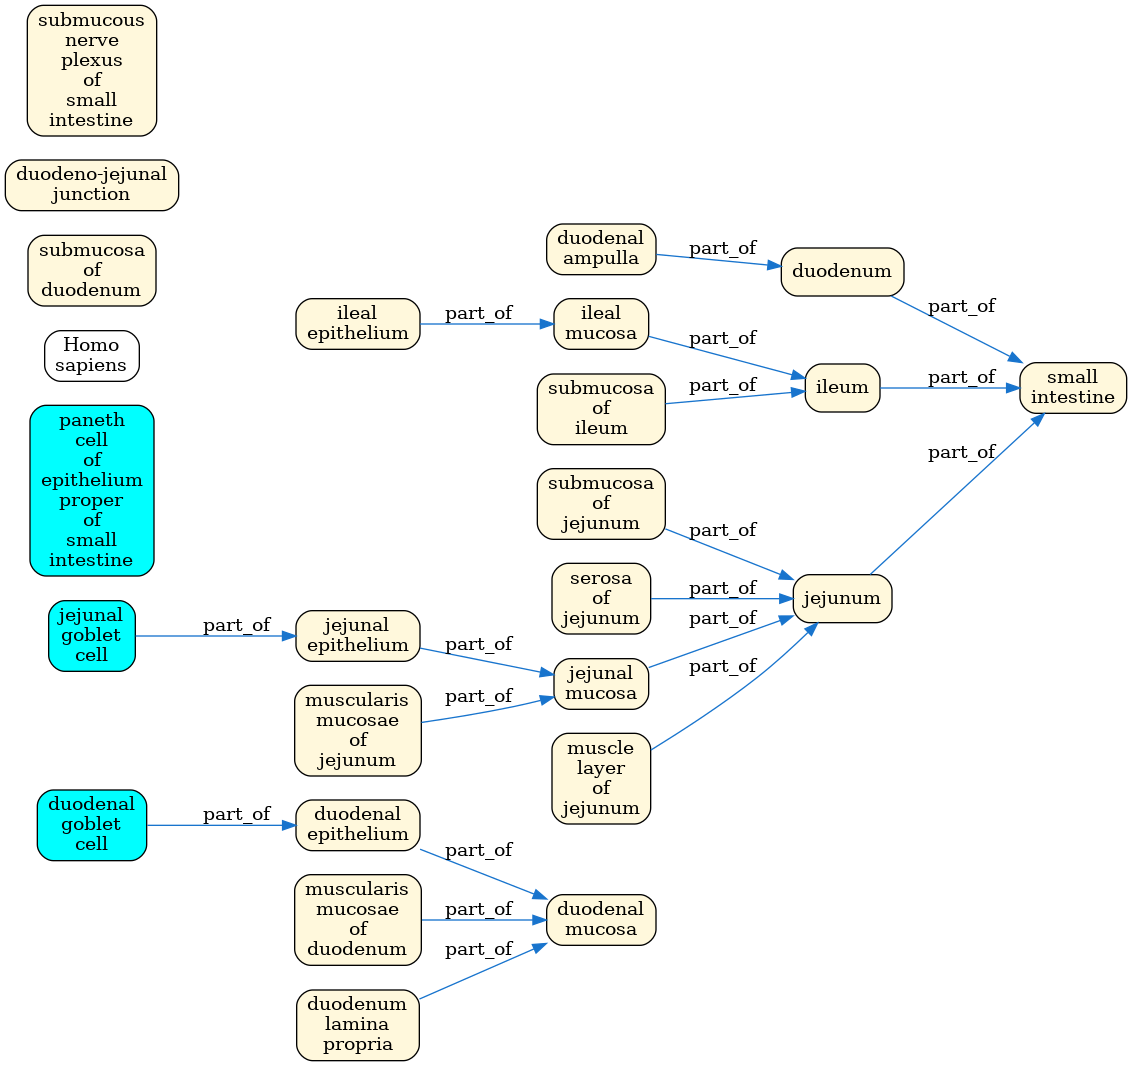 submucous
nerve
plexus
of
small
intestine
duodeno-jejunal
junction
submucosa
of
duodenum
Homo
sapiens
paneth
cell
of
epithelium
proper
of
small
intestine
jejunal
goblet
cell
part_of
duodenal
goblet
cell
part_of
ileal
epithelium
part_of
jejunal
epithelium
part_of
muscularis
mucosae
of
jejunum
part_of
duodenal
epithelium
part_of
muscularis
mucosae
of
duodenum
part_of
duodenum
lamina
propria
part_of
duodenal
ampulla
part_of
ileal
mucosa
part_of
submucosa
of
ileum
part_of
submucosa
of
jejunum
part_of
serosa
of
jejunum
part_of
jejunal
mucosa
part_of
muscle
layer
of
jejunum
part_of
duodenal
mucosa
duodenum
part_of
ileum
part_of
jejunum
part_of
small
intestine